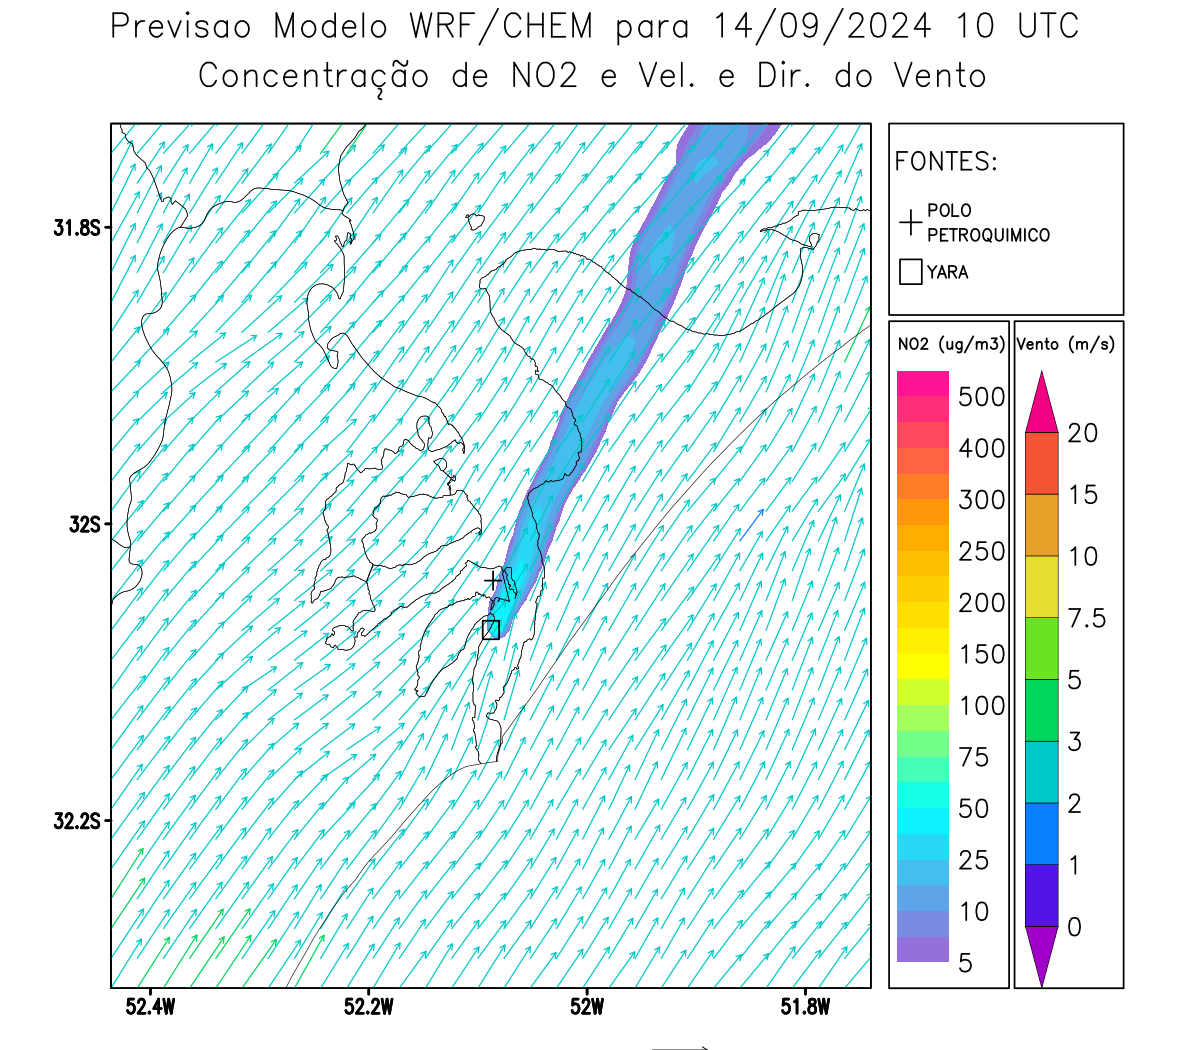 Previsao Modelo WRF/CHEM para 14/09/2024 10 UTC
Concentração de NO2 e Vel. e Dir. do Vento
FONTES:
POLO
PETROQUIMICO
YARA
NO2 (ug/m3)
500
400
300
250
200
150
100
75
50
25
10
5
Vento (m/s)
20
15
10
7.5
5
3
2
1
0
31.8S
32S
32.2S
52.4W
52.2W
52W
51.8W